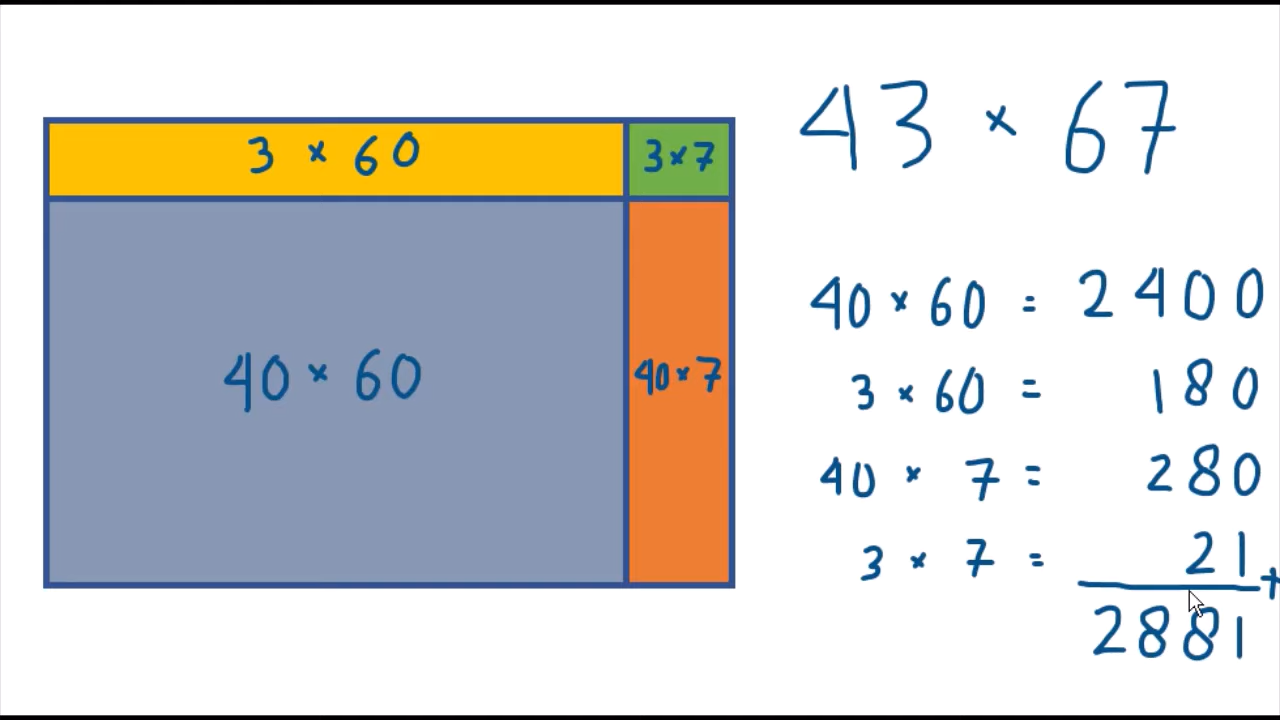 43 × 67
3 × 60
3 × 7
40 × 60
40 × 7
40 × 60 = 2400
3 × 60 = 180
40 × 7 = 280
3 × 7 = 21
+
2881